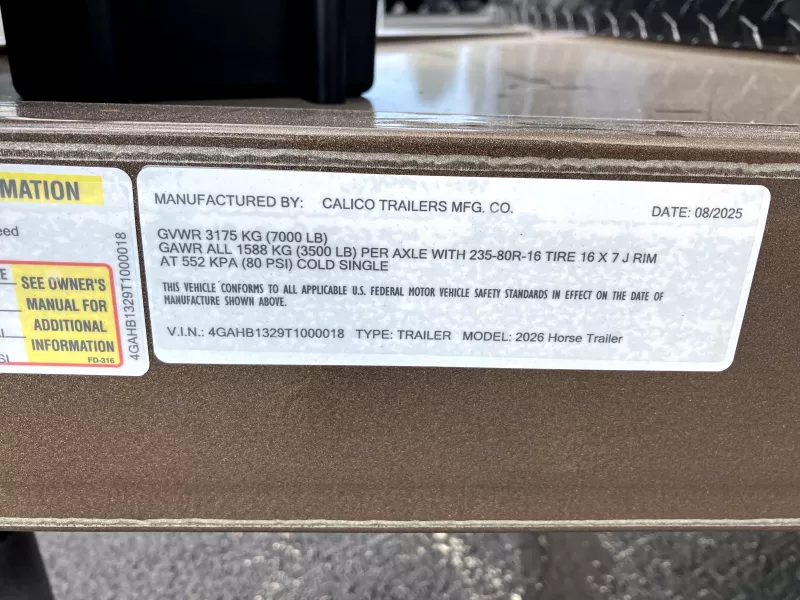 MATION
eed
E
SEE OWNER'S
MANUAL FOR
ADDITIONAL
INFORMATION
SI
FD-316
4GAHB1329T1000018
MANUFACTURED BY: CALICO TRAILERS MFG. CO.
DATE: 08/2025
GVWR 3175 KG (7000 LB)
GAWR ALL 1588 KG (3500 LB) PER AXLE WITH 235-80R-16 TIRE 16 X 7 J RIM
AT 552 KPA (80 PSI) COLD SINGLE
THIS VEHICLE CONFORMS TO ALL APPLICABLE U.S. FEDERAL MOTOR VEHICLE SAFETY STANDARDS IN EFFECT ON THE DATE OF
MANUFACTURE SHOWN ABOVE.
V.I.N.: 4GAHB1329T1000018 TYPE: TRAILER MODEL: 2026 Horse Trailer